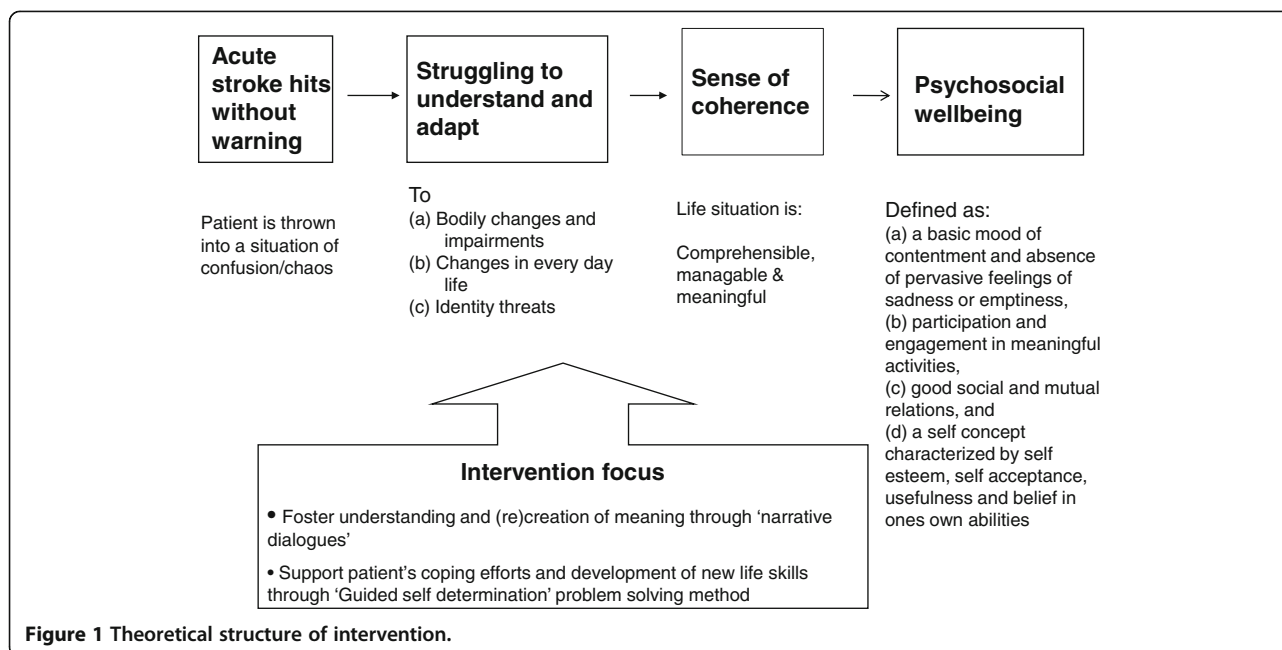 Acute
stroke hits
without
warning
Struggling to
understand and
adapt
Sense of
coherence
Psychosocial
wellbeing
Patient is thrown
into a situation of
confusion/chaos
To
(a) Bodily changes and
impairments
(b) Changes in every day
life
(c) Identity threats
Life situation is:
Comprehensible,
managable &
meaningful
Defined as:
(a) a basic mood of
contentment and absence
of pervasive feelings of
sadness or emptiness,
(b) participation and
engagement in meaningful
activities,
(c) good social and mutual
relations, and
(d) a self concept
characterized by self
esteem, self acceptance,
usefulness and belief in
ones own abilities
Intervention focus
• Foster understanding and (re)creation of meaning through ‘narrative
dialogues’
• Support patient’s coping efforts and development of new life skills
through ‘Guided self determination’ problem solving method
Figure 1 Theoretical structure of intervention.